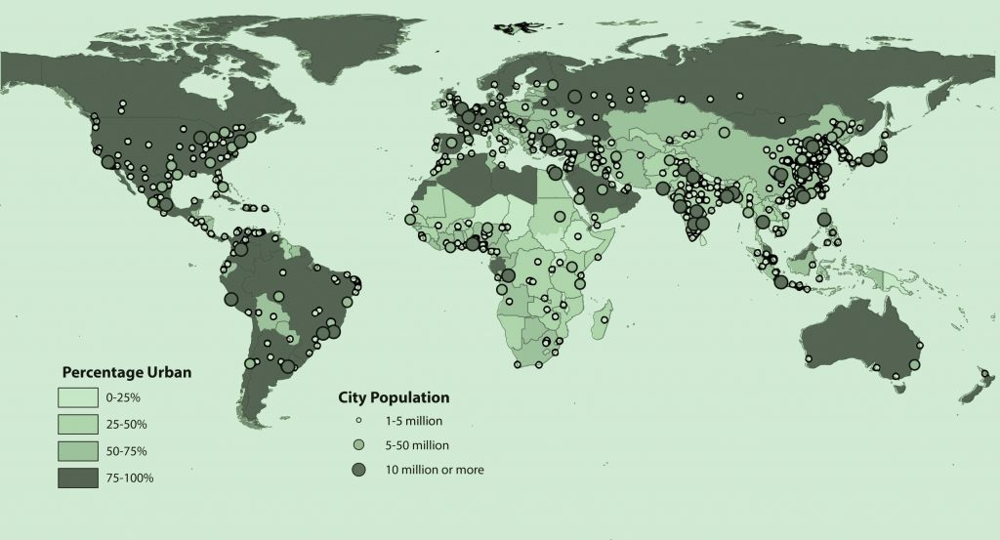 Percentage Urban
0-25%
25-50%
50-75%
75-100%
City Population
1-5 million
5-50 million
10 million or more